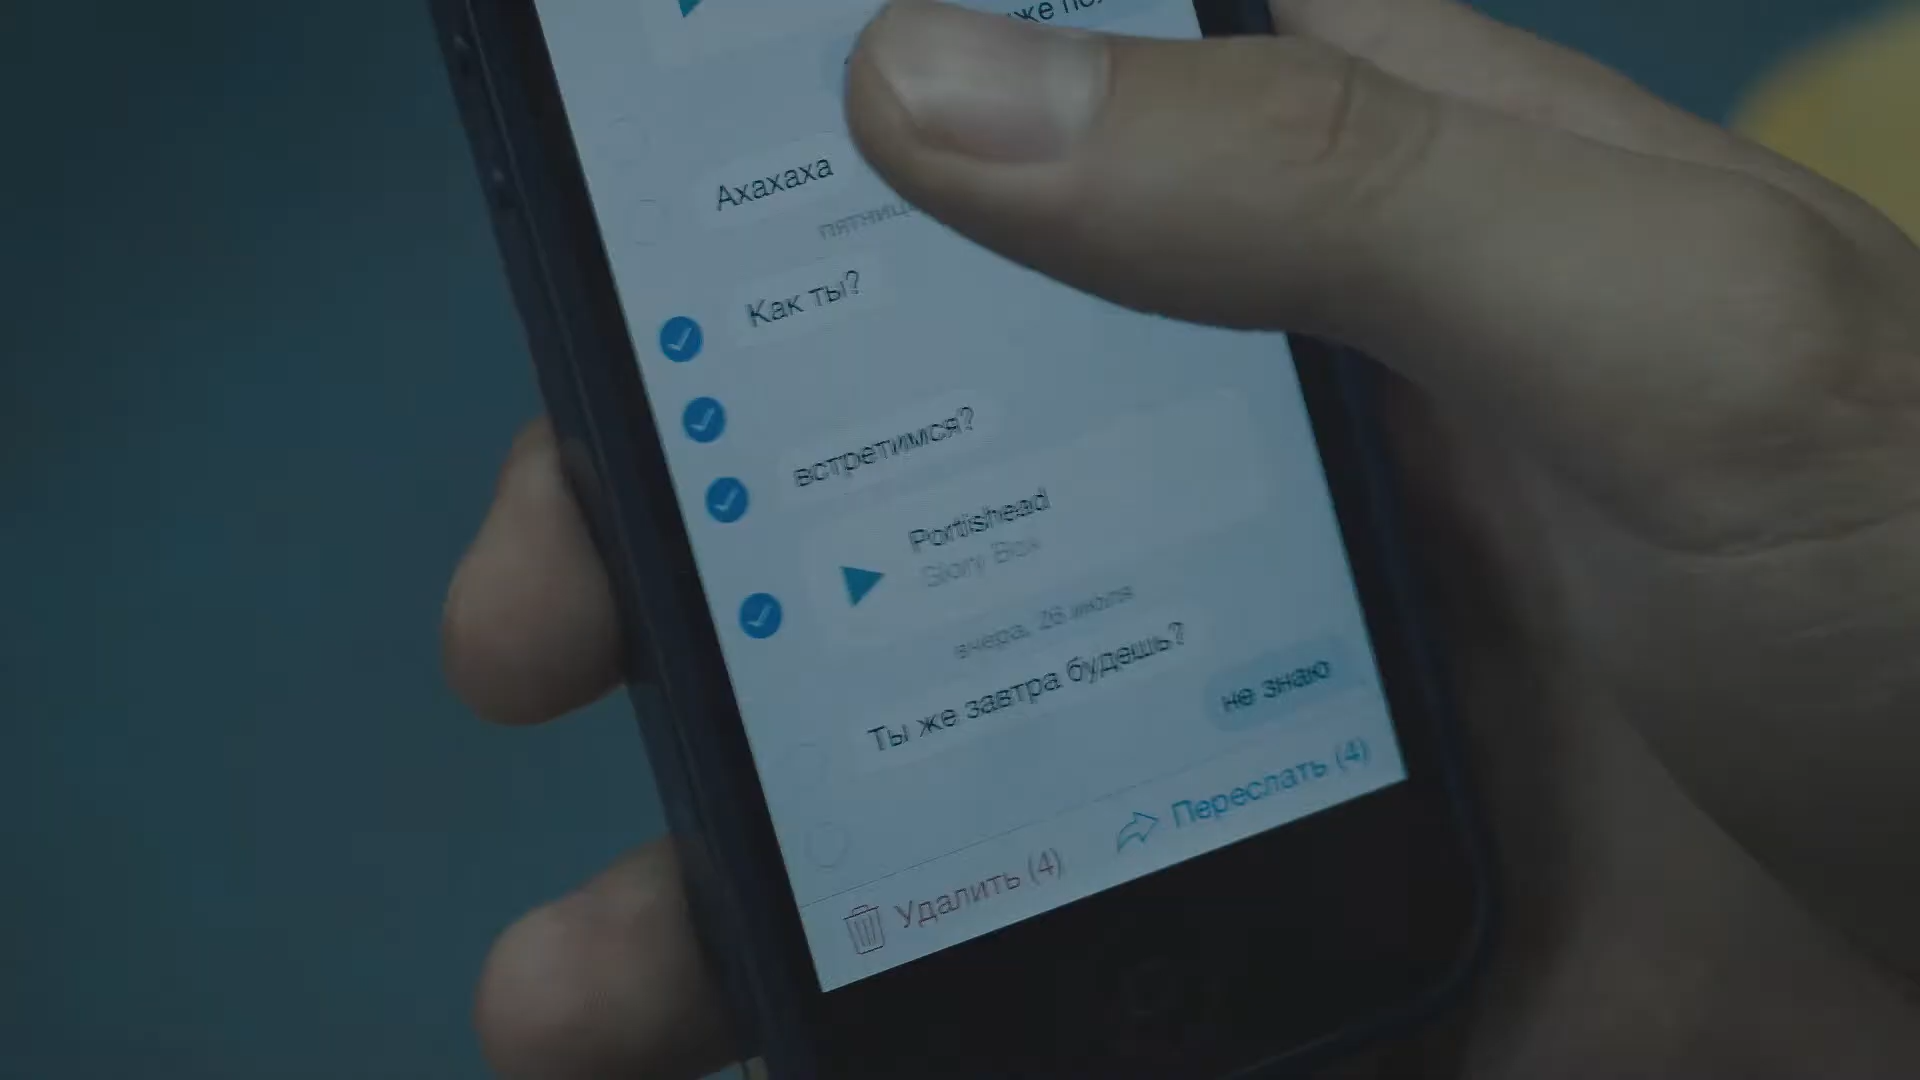 же
Ахахаха
Как ты?
встретимся?
Portishead
Glory Box
вчера, 26 июля
Ты же завтра будешь?
не знаю
Переслать (4)
Удалить (4)